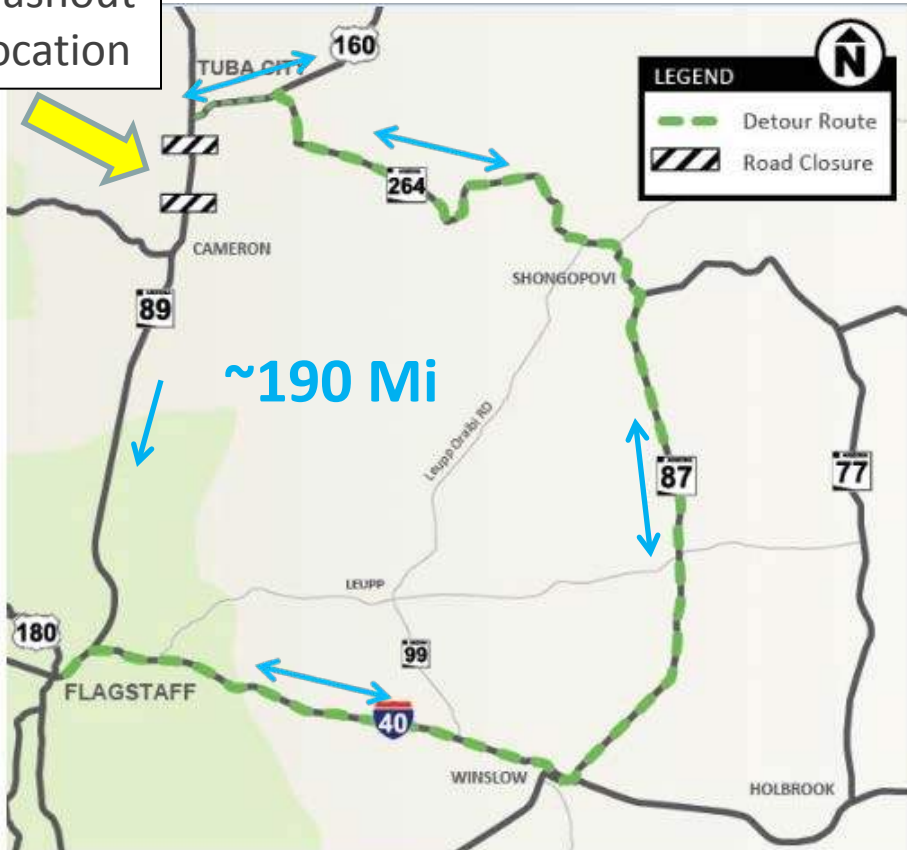 ocation
160
TUBA CITY
N
LEGEND
Detour Route
Road Closure
264
CAMERON
SHONGOPOVI
89
~190 Mi
Leupp Oraibi RD
87
77
LEUPP
180
99
FLAGSTAFF
40
WINSLOW
HOLBROOK